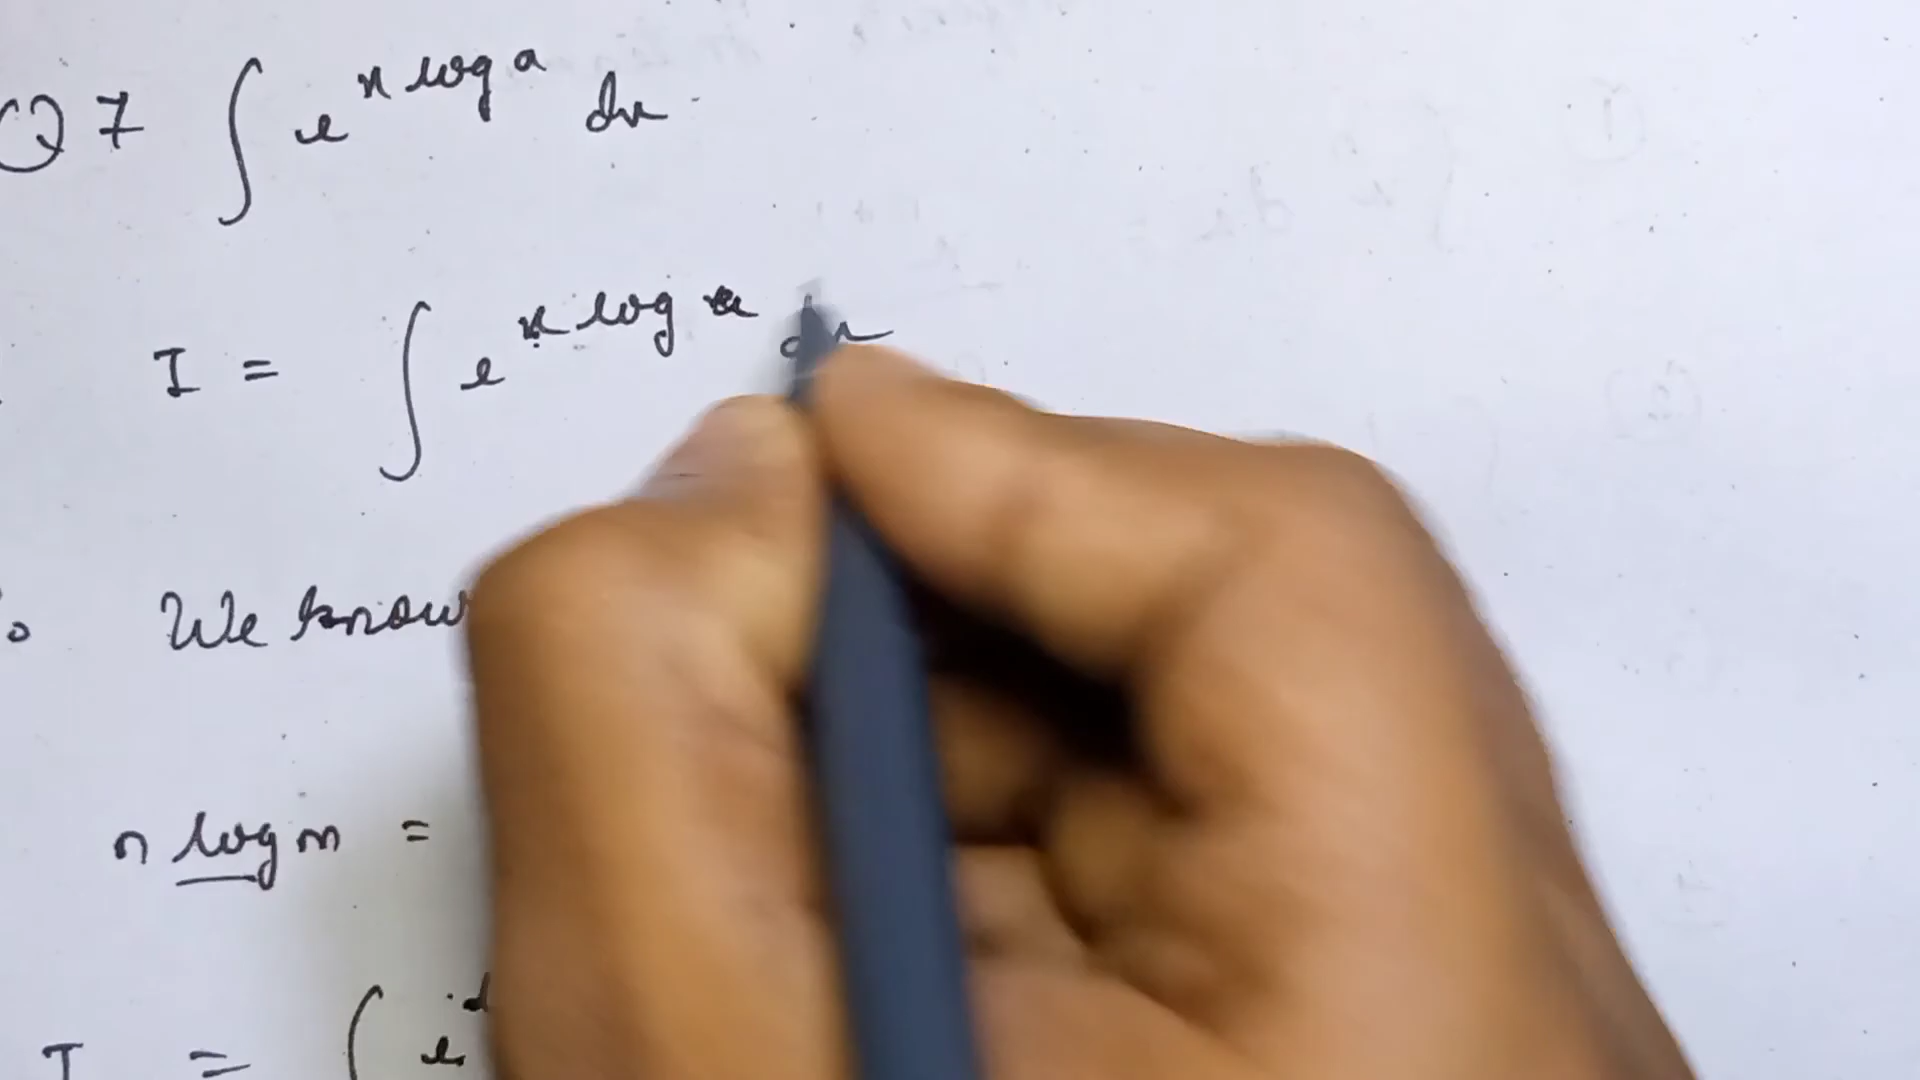 Q7 ∫ e^{x log a} dx
I = ∫ e^{x log a} dx
We know
n log m =
I = ∫ e